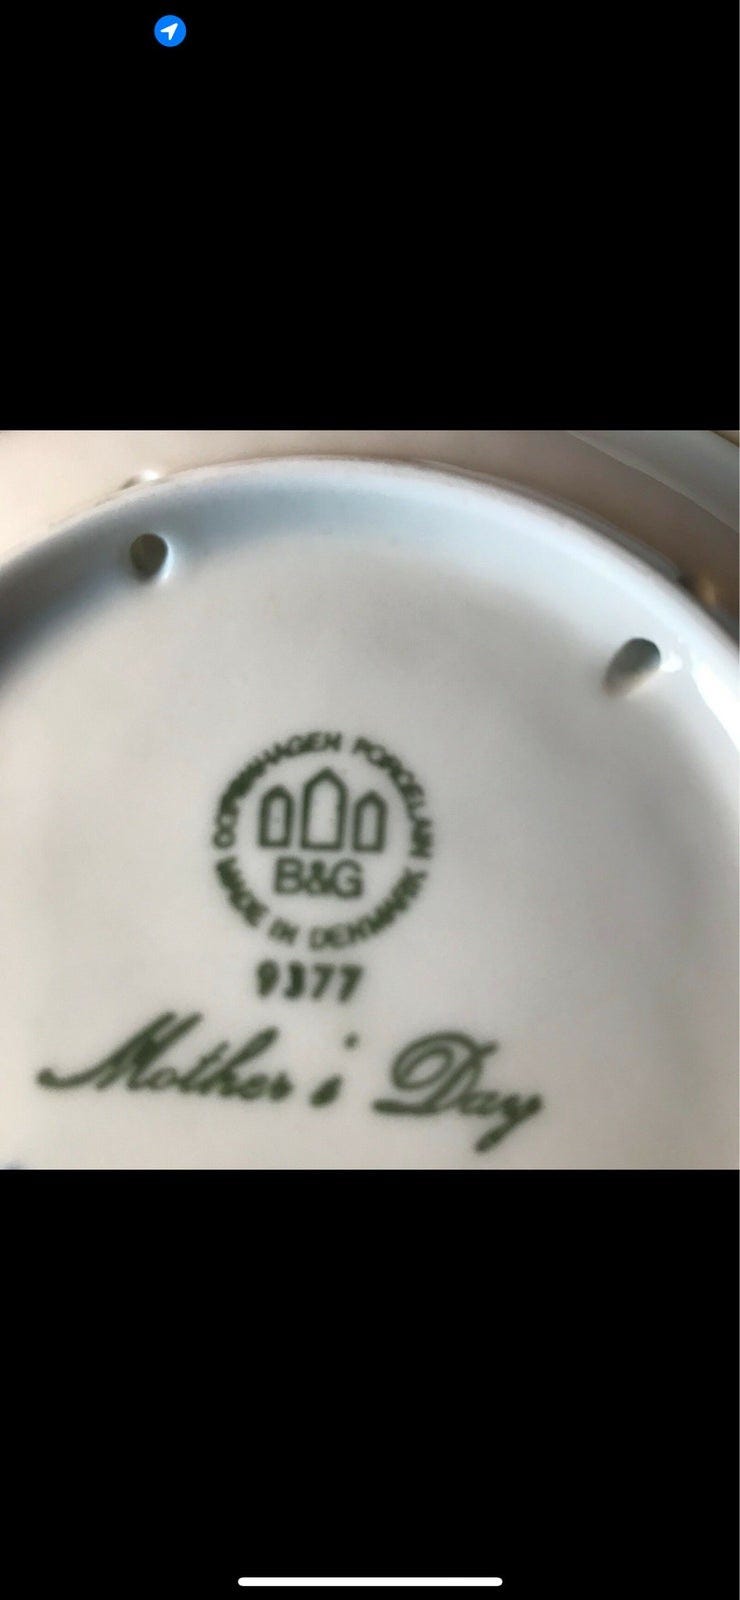 COPENHAGEN PORCELAIN
B&G
MADE IN DENMARK
9377
Mother's Day